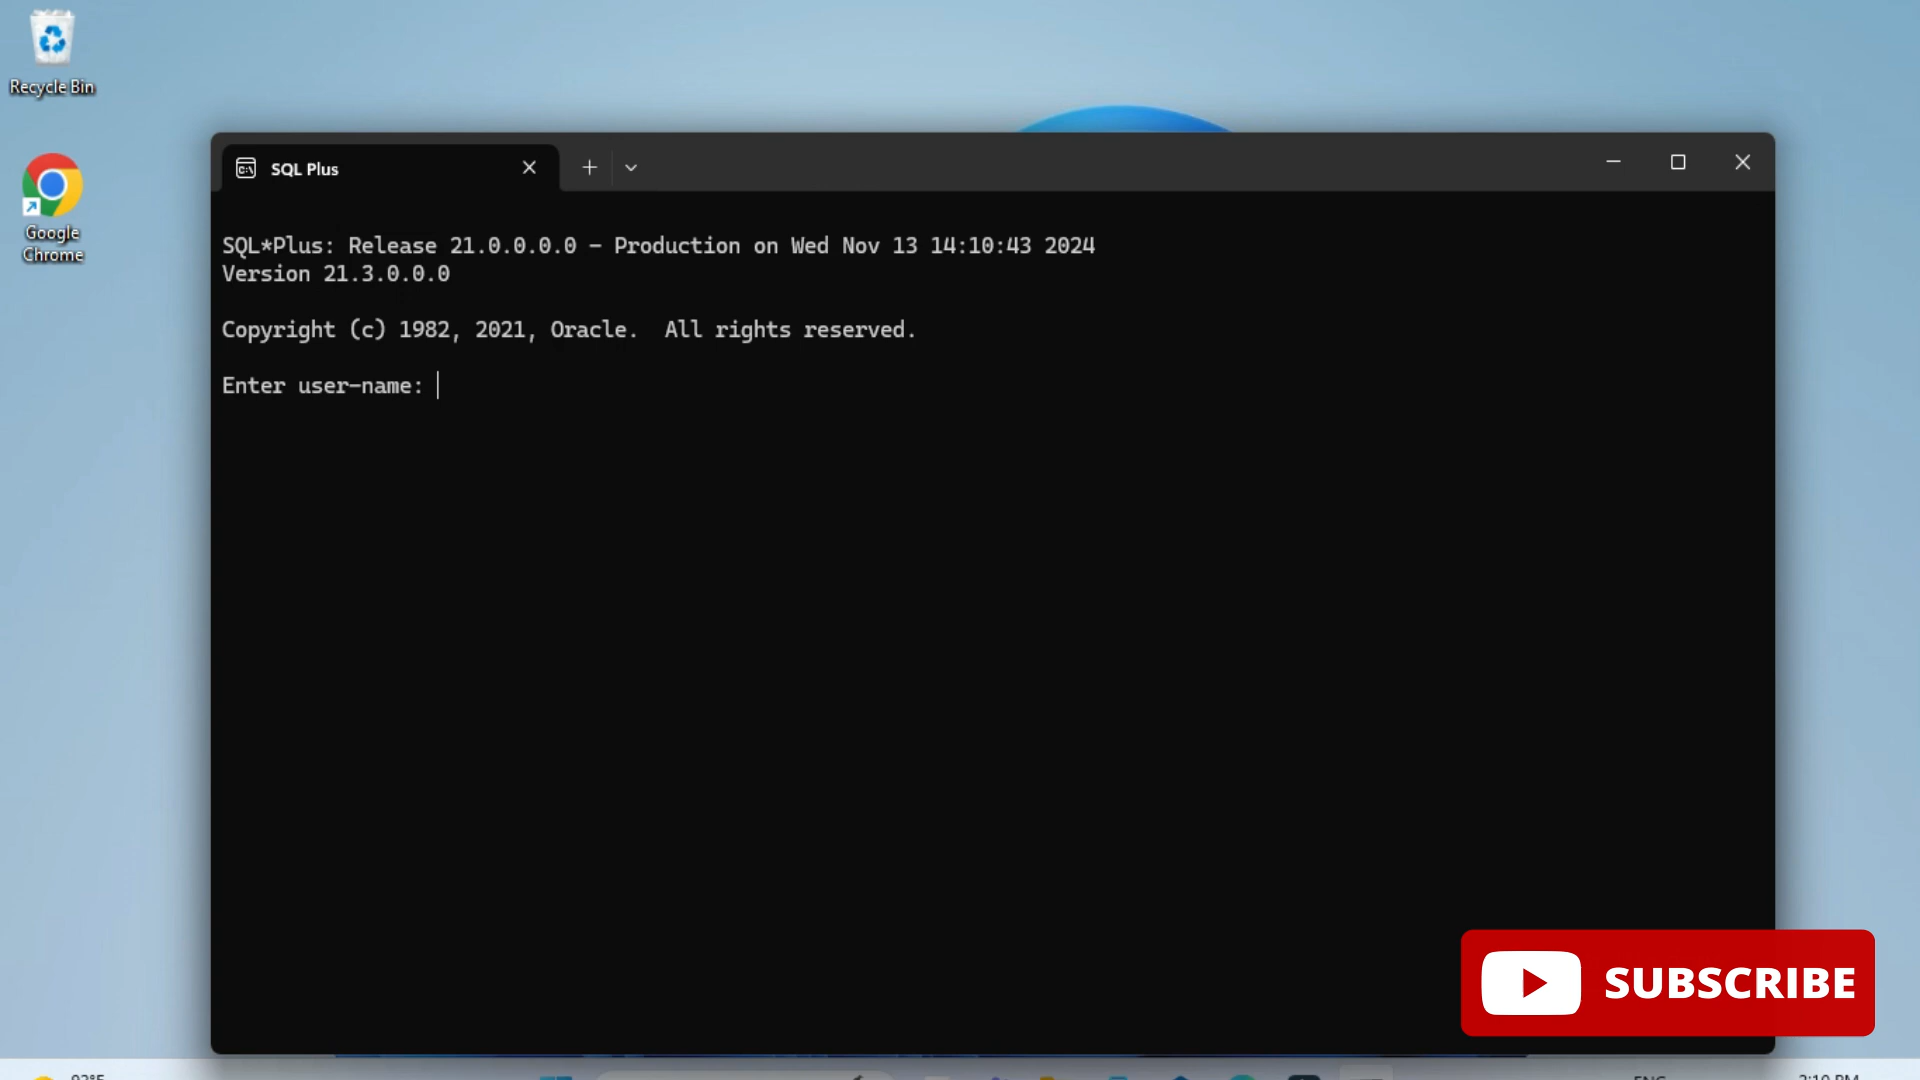 Recycle Bin
Google
Chrome
SQL Plus
SQL*Plus: Release 21.0.0.0.0 - Production on Wed Nov 13 14:10:43 2024
Version 21.3.0.0.0
Copyright (c) 1982, 2021, Oracle.  All rights reserved.
Enter user-name:
SUBSCRIBE